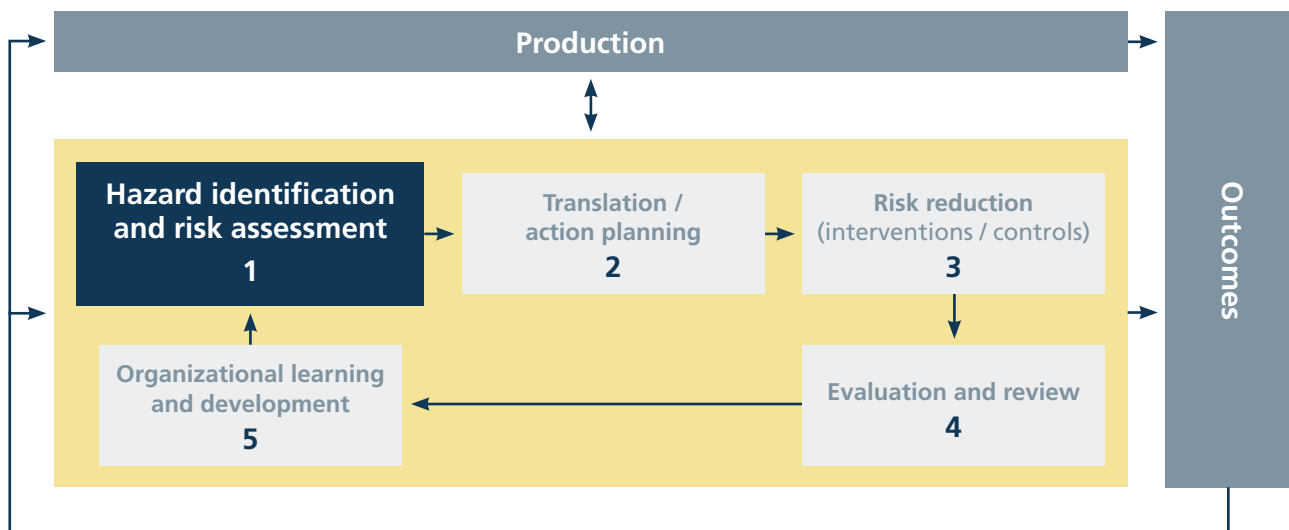 Production
Hazard identification
and risk assessment
1
Translation /
action planning
2
Risk reduction
(interventions / controls)
3
Organizational learning
and development
5
Evaluation and review
4
Outcomes